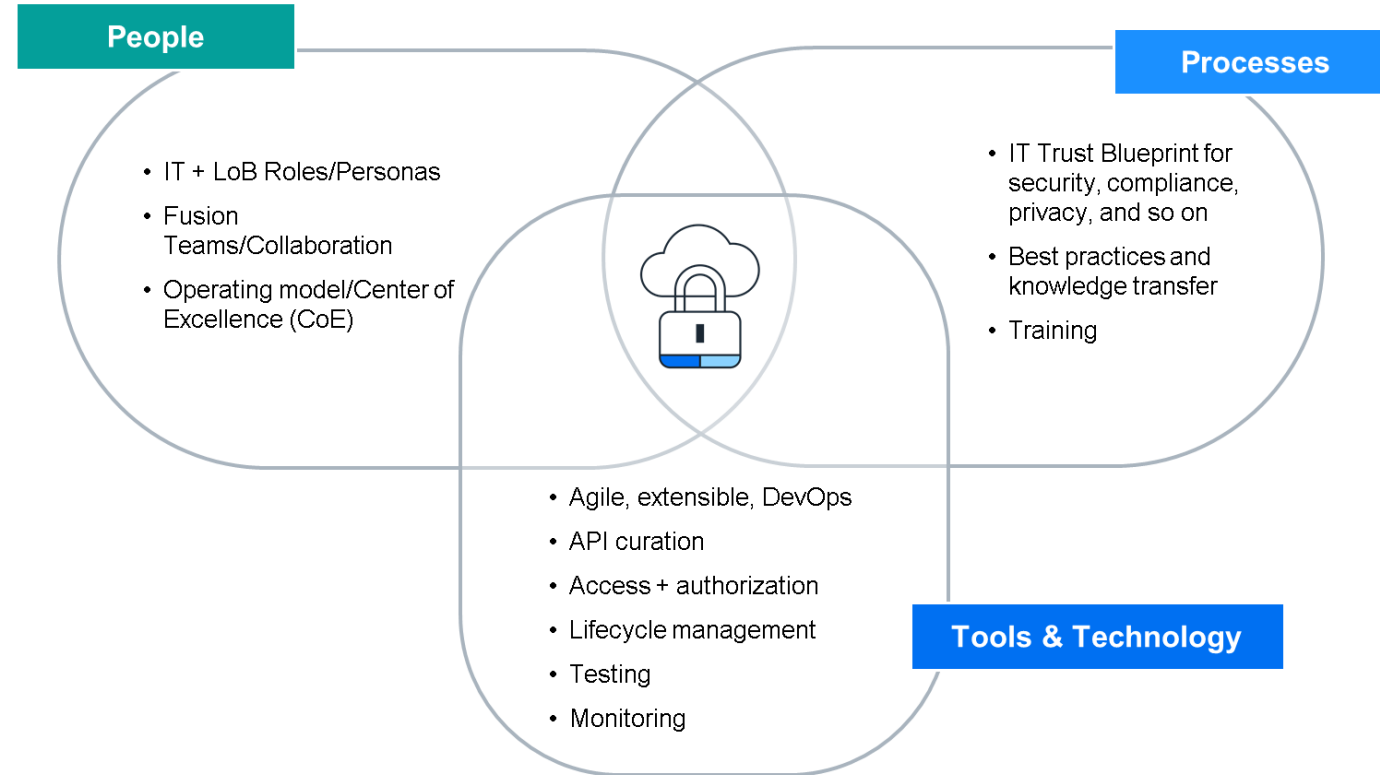 People
• IT + LoB Roles/Personas
• Fusion
Teams/Collaboration
• Operating model/Center of
Excellence (CoE)
Processes
• IT Trust Blueprint for
security, compliance,
privacy, and so on
• Best practices and
knowledge transfer
• Training
• Agile, extensible, DevOps
• API curation
• Access + authorization
• Lifecycle management
• Testing
• Monitoring
Tools & Technology